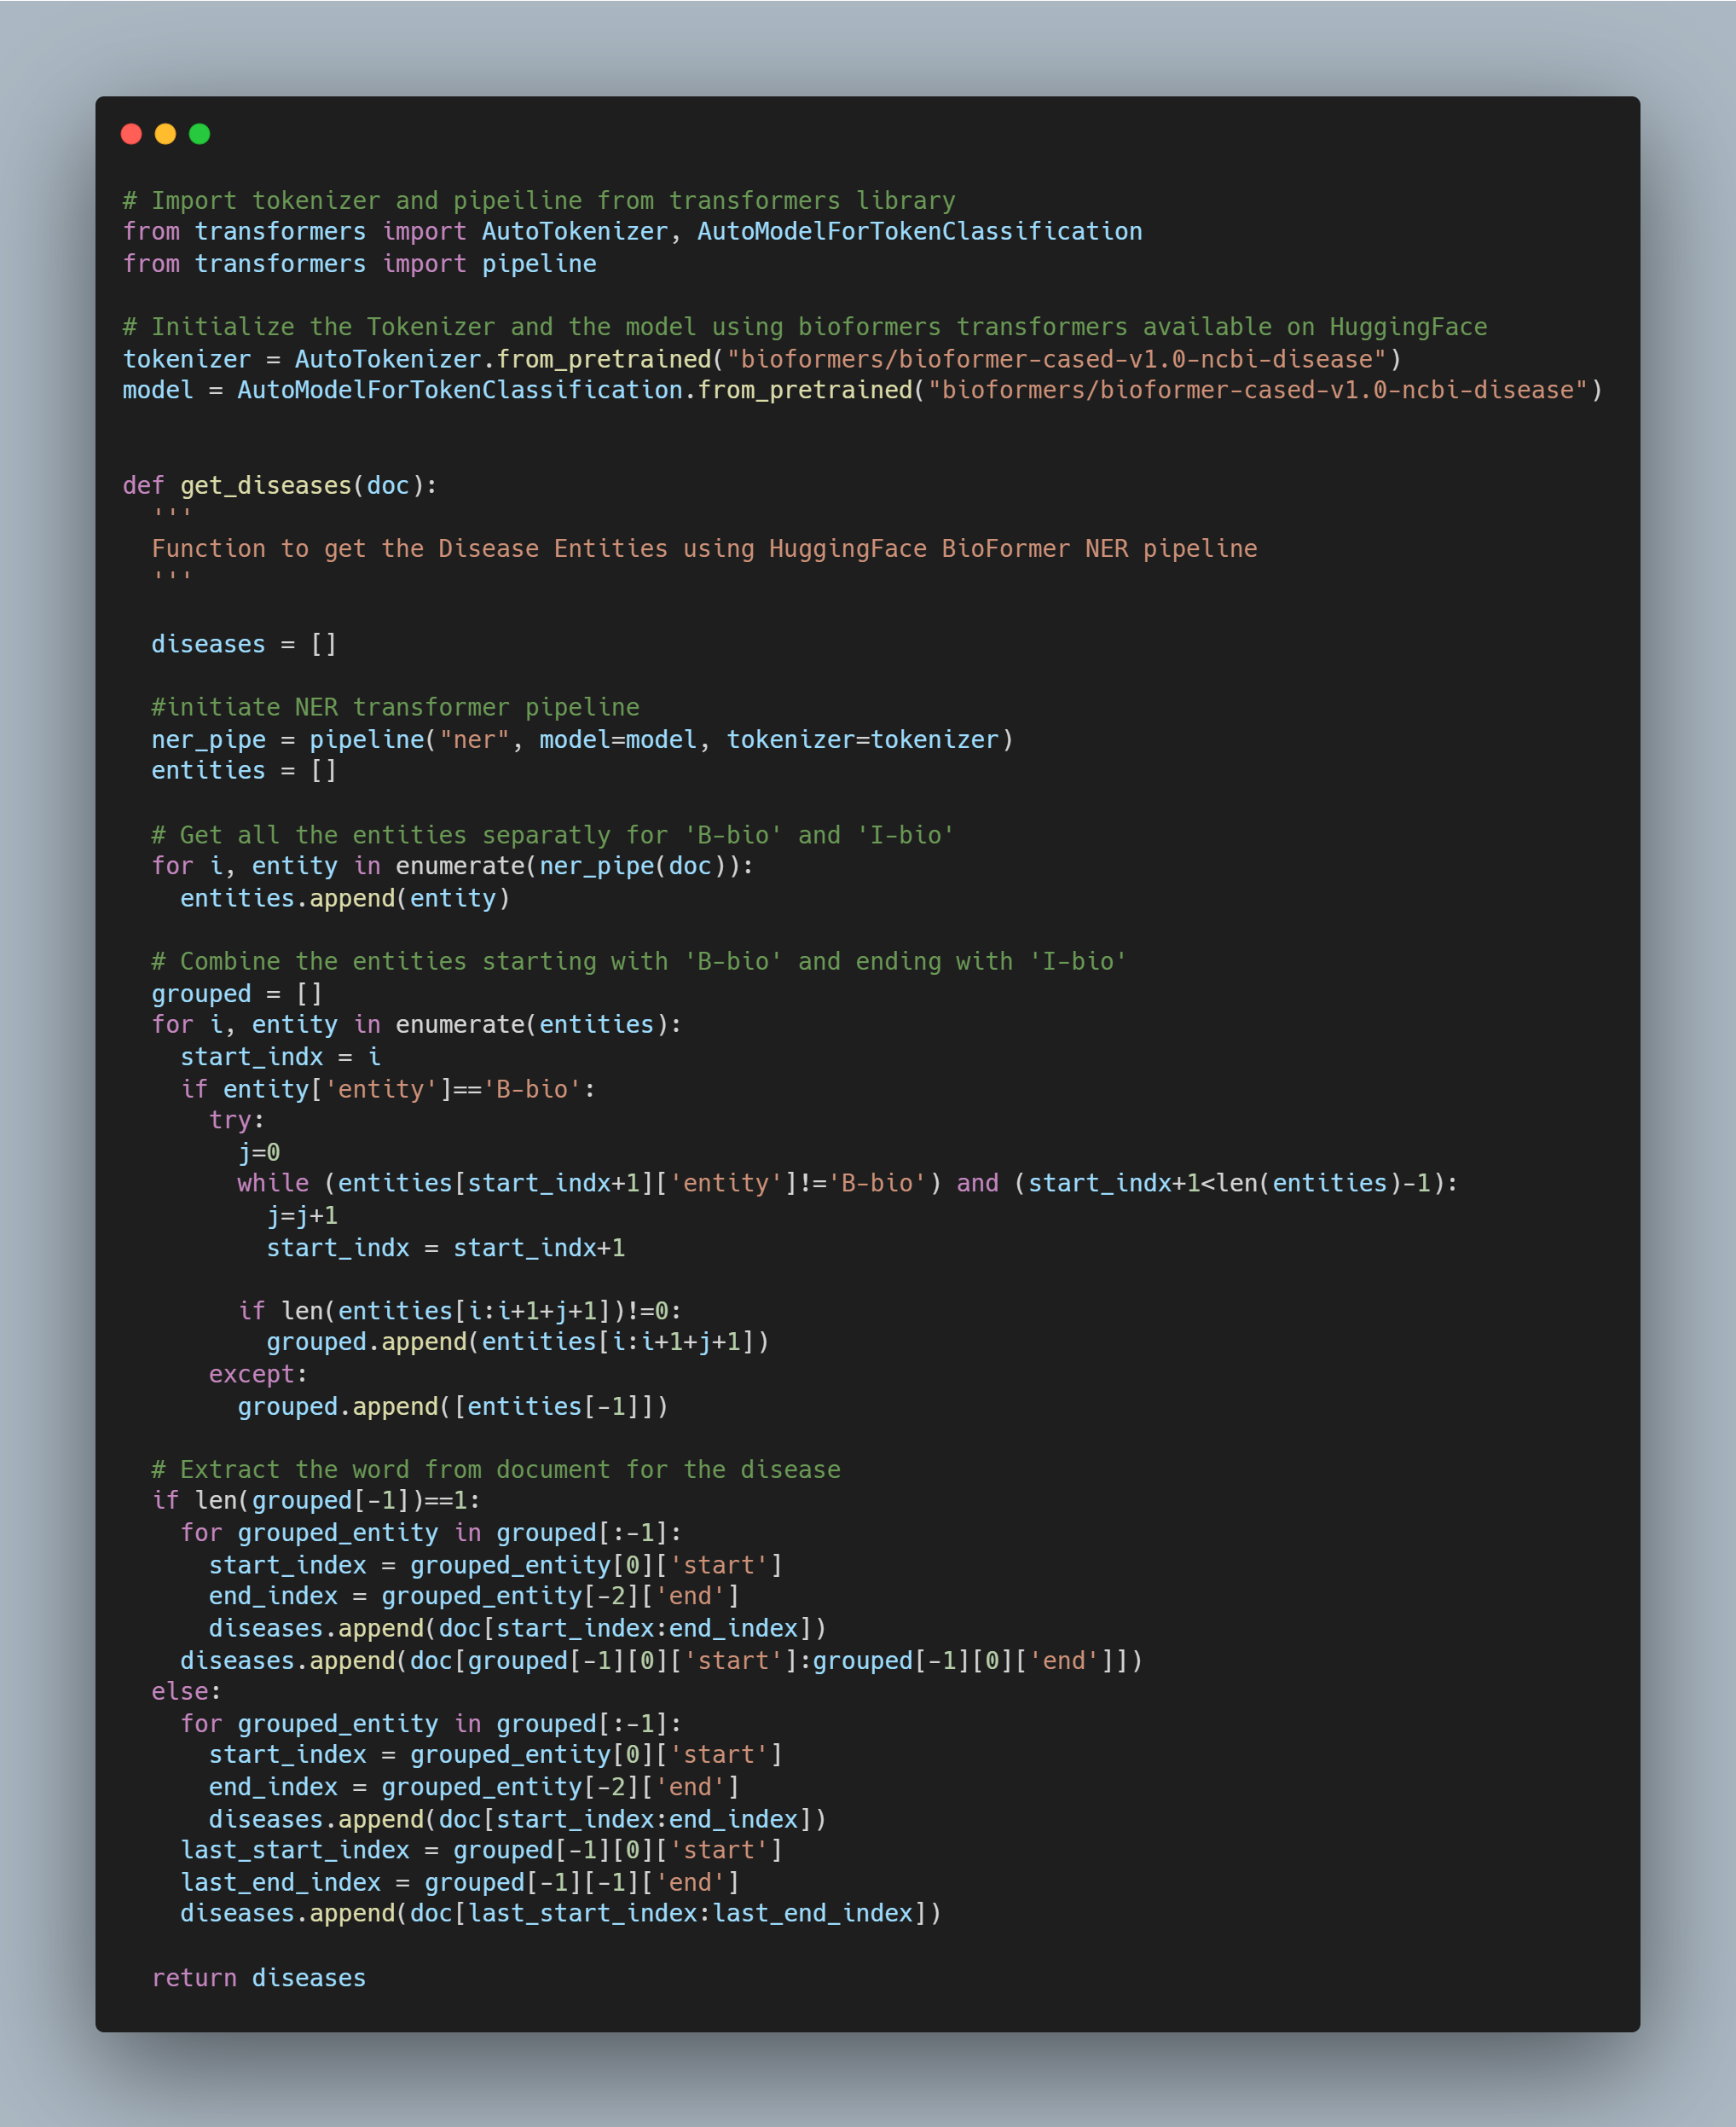 # Import tokenizer and pipeiline from transformers library
from transformers import AutoTokenizer, AutoModelForTokenClassification
from transformers import pipeline

# Initialize the Tokenizer and the model using bioformers transformers available on HuggingFace
tokenizer = AutoTokenizer.from_pretrained("bioformers/bioformer-cased-v1.0-ncbi-disease")
model = AutoModelForTokenClassification.from_pretrained("bioformers/bioformer-cased-v1.0-ncbi-disease")


def get_diseases(doc):
  '''
  Function to get the Disease Entities using HuggingFace BioFormer NER pipeline
  '''

  diseases = []

  #initiate NER transformer pipeline
  ner_pipe = pipeline("ner", model=model, tokenizer=tokenizer)
  entities = []

  # Get all the entities separatly for 'B-bio' and 'I-bio'
  for i, entity in enumerate(ner_pipe(doc)):
    entities.append(entity)

  # Combine the entities starting with 'B-bio' and ending with 'I-bio'
  grouped = []
  for i, entity in enumerate(entities):
    start_indx = i
    if entity['entity']=='B-bio':
      try:
        j=0
        while (entities[start_indx+1]['entity']!='B-bio') and (start_indx+1<len(entities)-1):
          j=j+1
          start_indx = start_indx+1

        if len(entities[i:i+1+j+1])!=0:
          grouped.append(entities[i:i+1+j+1])
      except:
        grouped.append([entities[-1]])

  # Extract the word from document for the disease
  if len(grouped[-1])==1:
    for grouped_entity in grouped[:-1]:
      start_index = grouped_entity[0]['start']
      end_index = grouped_entity[-2]['end']
      diseases.append(doc[start_index:end_index])
    diseases.append(doc[grouped[-1][0]['start']:grouped[-1][0]['end']])
  else:
    for grouped_entity in grouped[:-1]:
      start_index = grouped_entity[0]['start']
      end_index = grouped_entity[-2]['end']
      diseases.append(doc[start_index:end_index])
    last_start_index = grouped[-1][0]['start']
    last_end_index = grouped[-1][-1]['end']
    diseases.append(doc[last_start_index:last_end_index])

  return diseases